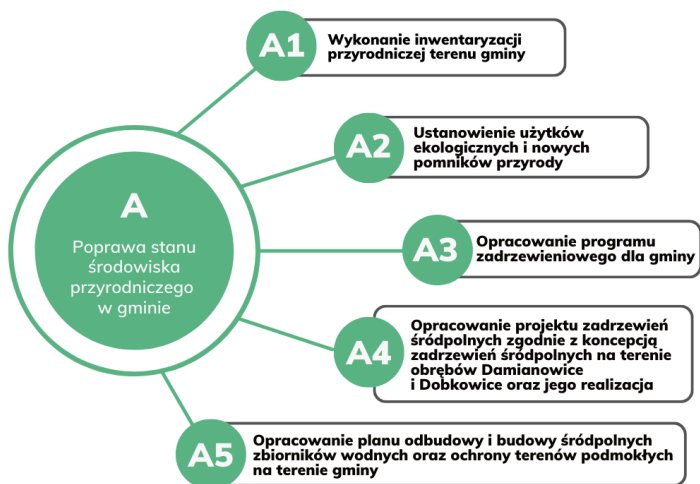 A
Poprawa stanu
środowiska
przyrodniczego
w gminie
A1
Wykonanie inwentaryzacji
przyrodniczej terenu gminy
A2
Ustanowienie użytków
ekologicznych i nowych
pomników przyrody
A3
Opracowanie programu
zadrzewieniowego dla gminy
A4
Opracowanie projektu zadrzewień
śródpolnych zgodnie z koncepcją
zadrzewień śródpolnych na terenie
obrębów Damianowice
i Dobkowice oraz jego realizacja
A5
Opracowanie planu odbudowy i budowy śródpolnych
zbiorników wodnych oraz ochrony terenów podmokłych
na terenie gminy